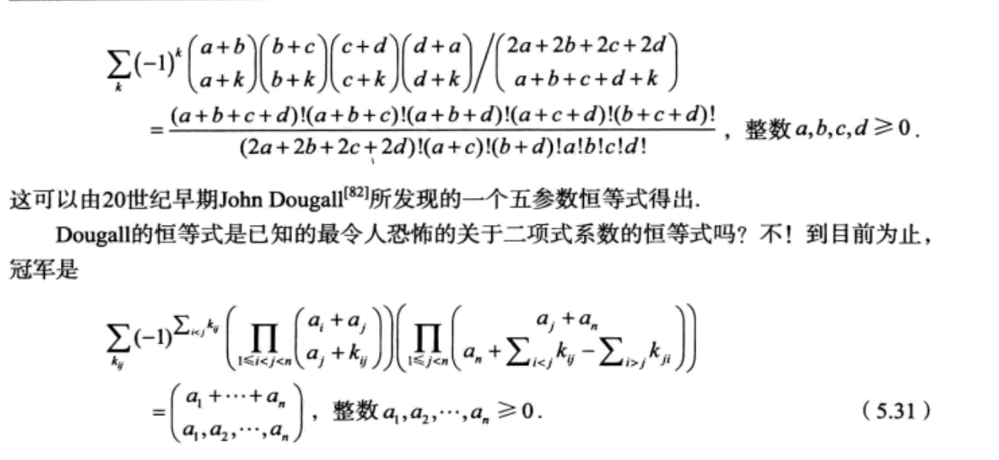 $\sum_{k}(-1)^{k}\binom{a+b}{a+k}\binom{b+c}{b+k}\binom{c+d}{c+k}\binom{d+a}{d+k}\Big/\binom{2a+2b+2c+2d}{a+b+c+d+k}$
$=\frac{(a+b+c+d)!(a+b+c)!(a+b+d)!(a+c+d)!(b+c+d)!}{(2a+2b+2c+2d)!(a+c)!(b+d)!a!b!c!d!}$，整数 $a,b,c,d \geqslant 0$.
这可以由20世纪早期John Dougall[82]所发现的一个五参数恒等式得出.
Dougall的恒等式是已知的最令人恐怖的关于二项式系数的恒等式吗？不！到目前为止，
冠军是
$\sum_{k_{ij}}(-1)^{\sum_{i<j}k_{ij}}\left(\prod_{1\leqslant i<j<n}\binom{a_i+a_j}{a_j+k_{ij}}\right)\left(\prod_{1\leqslant j<n}\binom{a_j+a_n}{a_n+\sum_{i<j}k_{ij}-\sum_{i>j}k_{ji}}\right)$
$=\binom{a_1+\cdots+a_n}{a_1,a_2,\cdots,a_n}$，整数 $a_1,a_2,\cdots,a_n \geqslant 0$. （5.31）